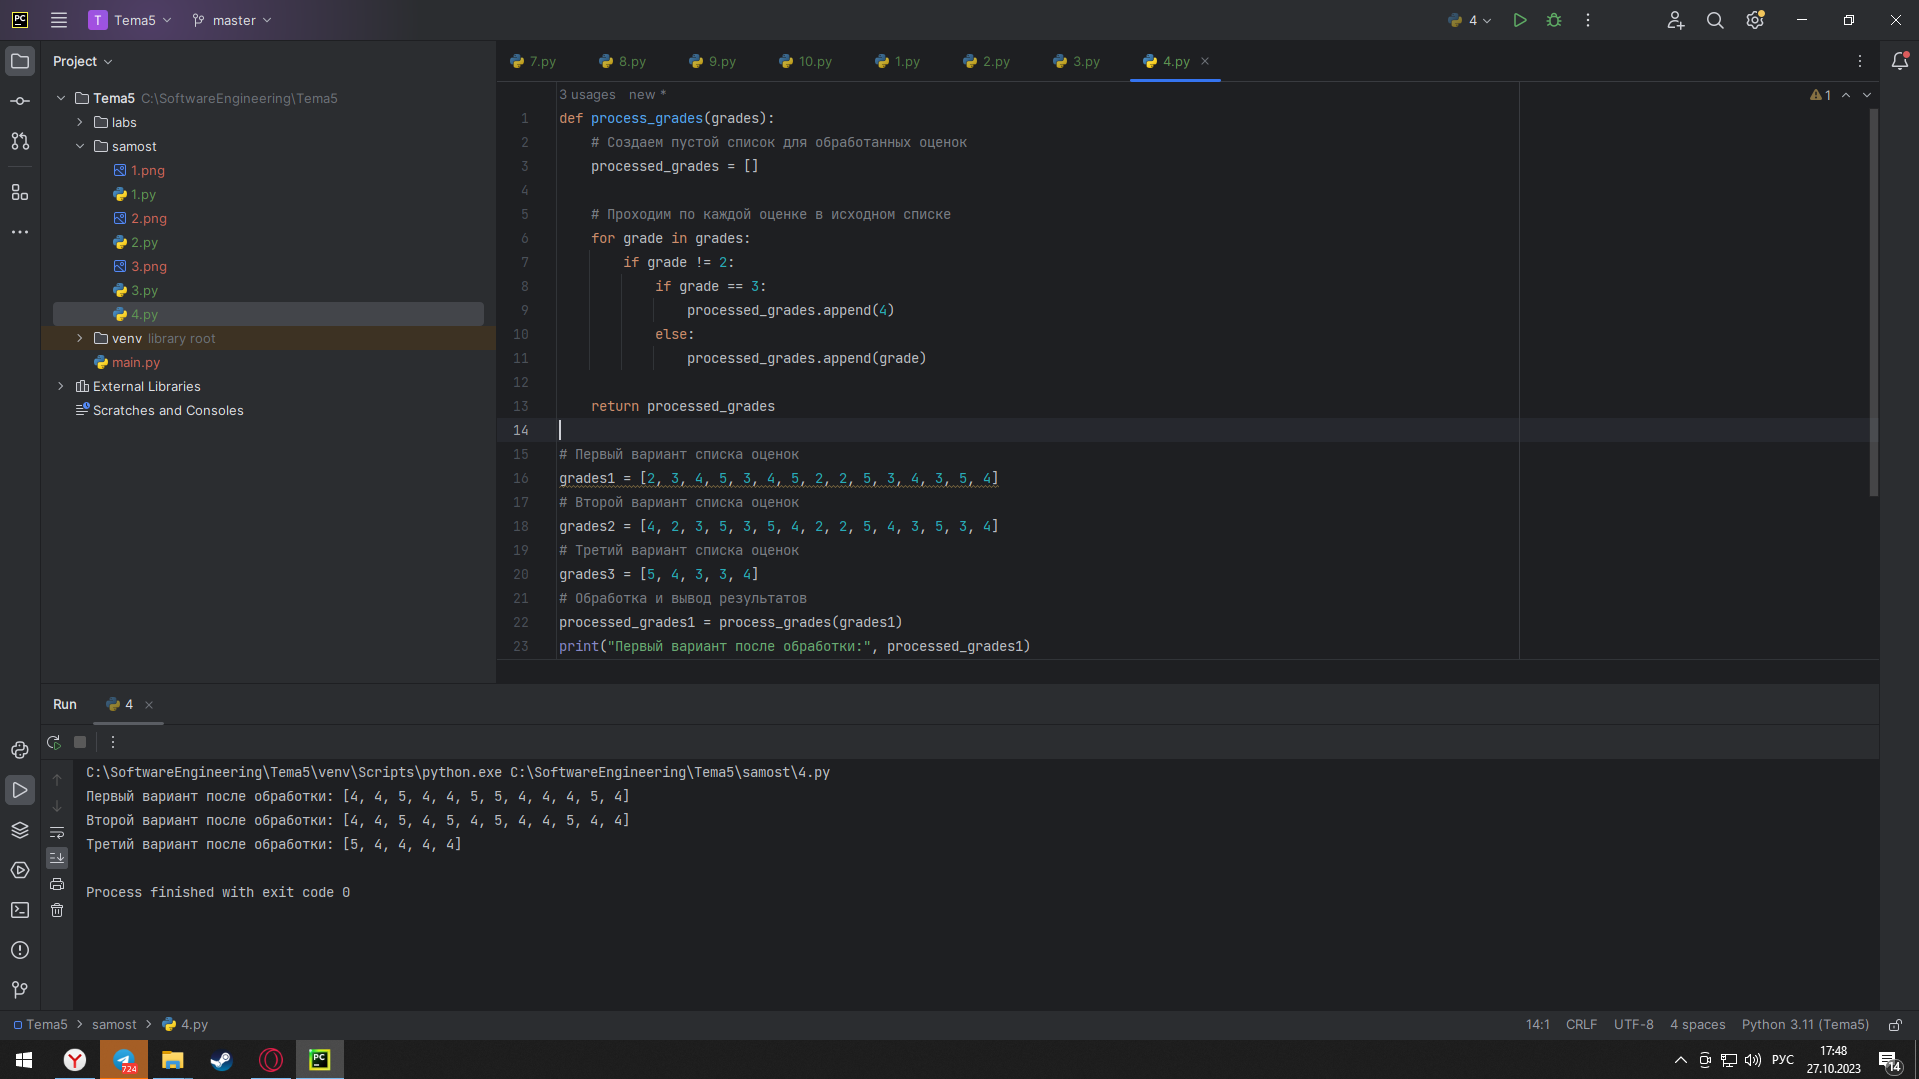 PC T Tema5 master 4
Project
Tema5 C:\SoftwareEngineering\Tema5
labs
samost
1.png
1.py
2.png
2.py
3.png
3.py
4.py
venv library root
main.py
External Libraries
Scratches and Consoles
7.py 8.py 9.py 10.py 1.py 2.py 3.py 4.py
3 usages new *
1
1 def process_grades(grades):
2 # Создаем пустой список для обработанных оценок
3 processed_grades = []
4
5 # Проходим по каждой оценке в исходном списке
6 for grade in grades:
7 if grade != 2:
8 if grade == 3:
9 processed_grades.append(4)
10 else:
11 processed_grades.append(grade)
12
13 return processed_grades
14
15 # Первый вариант списка оценок
16 grades1 = [2, 3, 4, 5, 3, 4, 5, 2, 2, 5, 3, 4, 3, 5, 4]
17 # Второй вариант списка оценок
18 grades2 = [4, 2, 3, 5, 3, 5, 4, 2, 2, 5, 4, 3, 5, 3, 4]
19 # Третий вариант списка оценок
20 grades3 = [5, 4, 3, 3, 4]
21 # Обработка и вывод результатов
22 processed_grades1 = process_grades(grades1)
23 print("Первый вариант после обработки:", processed_grades1)
Run 4
C:\SoftwareEngineering\Tema5\venv\Scripts\python.exe C:\SoftwareEngineering\Tema5\samost\4.py
Первый вариант после обработки: [4, 4, 5, 4, 4, 5, 5, 4, 4, 4, 5, 4]
Второй вариант после обработки: [4, 4, 5, 4, 5, 4, 5, 4, 4, 5, 4, 4]
Третий вариант после обработки: [5, 4, 4, 4, 4]
Process finished with exit code 0
Tema5 samost 4.py
14:1 CRLF UTF-8 4 spaces Python 3.11 (Tema5)
724
PC
РУС
17:48
27.10.2023
14